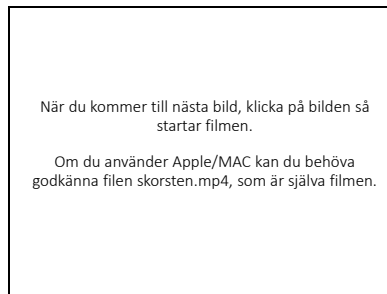 När du kommer till nästa bild, klicka på bilden så
startar filmen.
Om du använder Apple/MAC kan du behöva
godkänna filen skorsten.mp4, som är själva filmen.